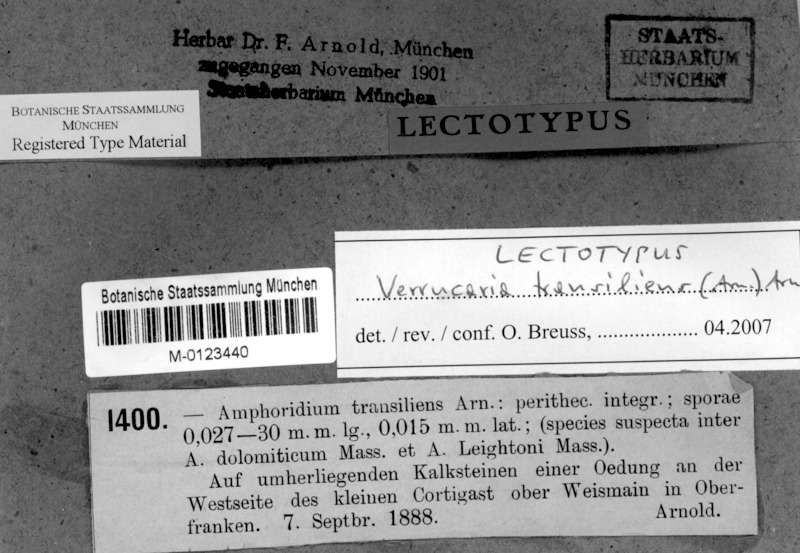 Herbar Dr. F. Arnold, München
zugegangen November 1901
Staatsherbarium München
STAATS-
HERBARIUM
MÜNCHEN
BOTANISCHE STAATSSAMMLUNG
MÜNCHEN
Registered Type Material
LECTOTYPUS
LECTOTYPUS
Verrucaria transiliens (Arn.) Arn
det. / rev. / conf. O. Breuss, .................. 04.2007
Botanische Staatssammlung München
M-0123440
1400. — Amphoridium transiliens Arn.: perithec. integr.; sporae
0,027—30 m. m. lg., 0,015 m. m. lat.; (species suspecta inter
A. dolomiticum Mass. et A. Leightoni Mass.).
Auf umherliegenden Kalksteinen einer Oedung an der
Westseite des kleinen Cortigast ober Weismain in Ober-
franken. 7. Septbr. 1888. Arnold.